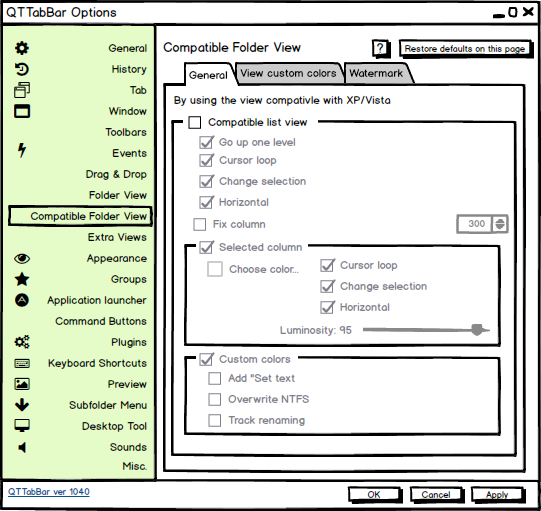 QTTabBar Options
General
History
Tab
Window
Toolbars
Events
Drag & Drop
Folder View
Compatible Folder View
Extra Views
Appearance
Groups
Application launcher
Command Buttons
Plugins
Keyboard Shortcuts
Preview
Subfolder Menu
Desktop Tool
Sounds
Misc.
Compatible Folder View
? Restore defaults on this page
General View custom colors Watermark
By using the view compativle with XP/Vista
Compatible list view
Go up one level
Cursor loop
Change selection
Horizontal
Fix column 300
Selected column
Choose color...
Cursor loop
Change selection
Horizontal
Luminosity: 95
Custom colors
Add "Set text
Overwrite NTFS
Track renaming
QTTabBar ver 1040
OK Cancel Apply